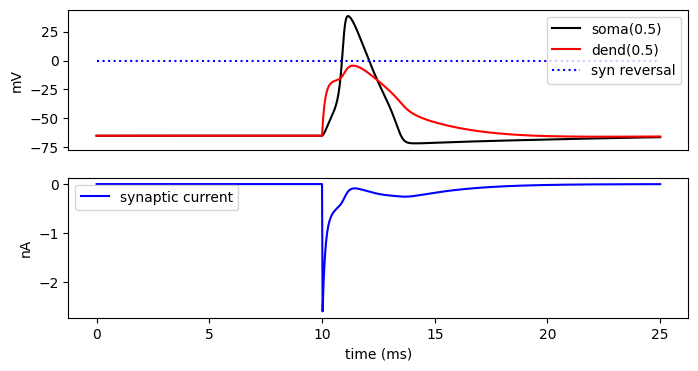 25
0
−25
−50
−75
mV
soma(0.5)
dend(0.5)
syn reversal
0
−1
−2
nA
synaptic current
0 5 10 15 20 25
time (ms)